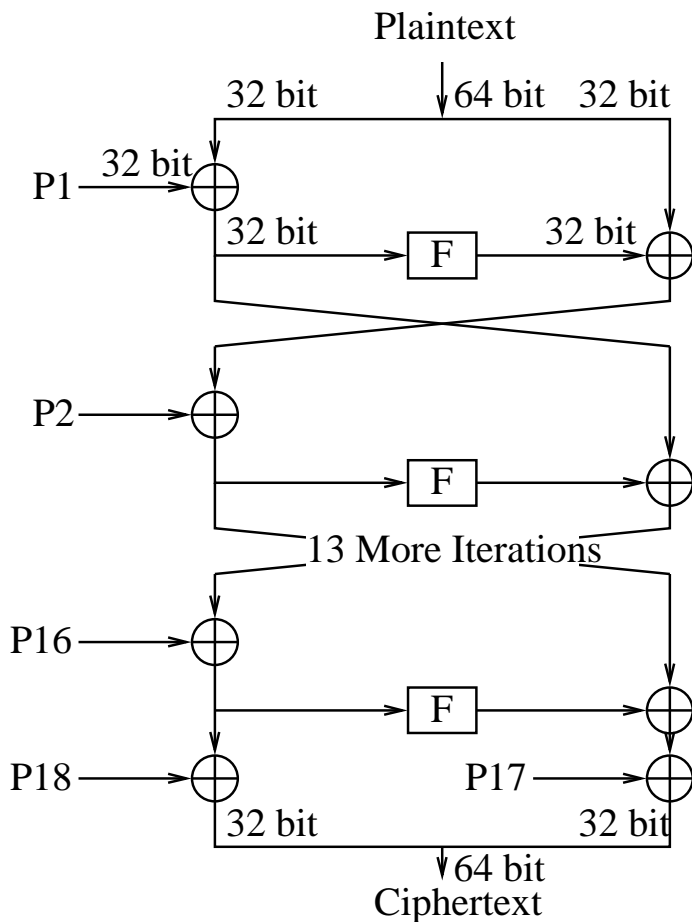 Plaintext
32 bit 64 bit 32 bit
32 bit
P1
32 bit F 32 bit
P2
F
13 More Iterations
P16
F
P18 P17
32 bit 32 bit
64 bit
Ciphertext